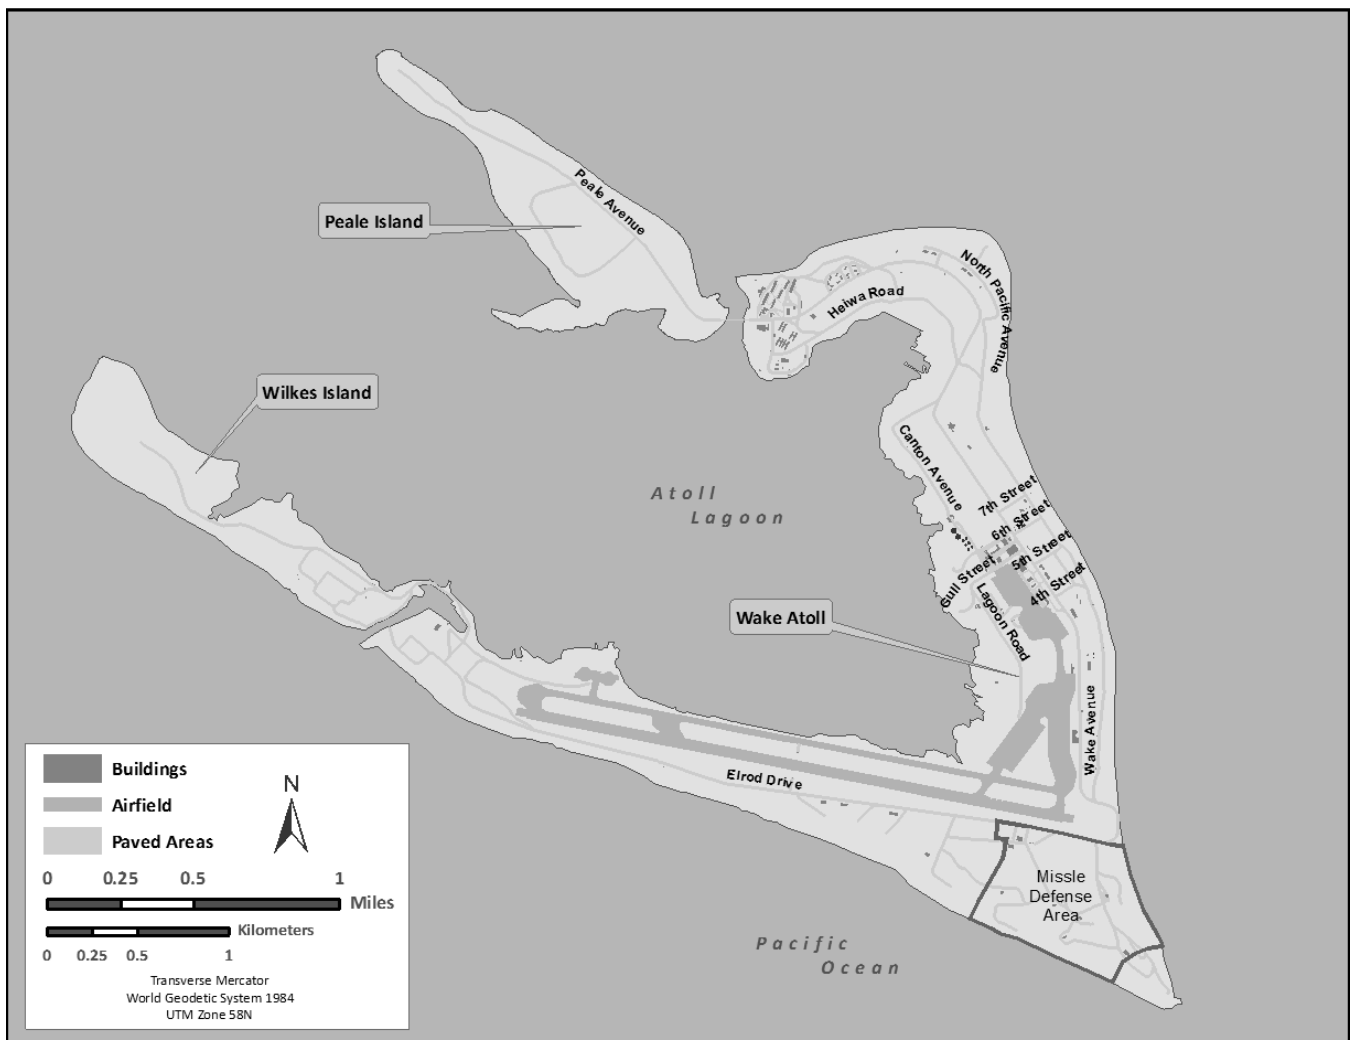 Peale Avenue
Peale Island
North Pacific Avenue
Heiwa Road
Wilkes Island
Canton Avenue
Atoll
Lagoon
7th Street
6th Street
5th Street
4th Street
Gull Street
Lagoon Road
Wake Atoll
Wake Avenue
Elrod Drive
Missle
Defense
Area
Pacific
Ocean
Buildings
Airfield
Paved Areas
N
0 0.25 0.5 1
Miles
Kilometers
0 0.25 0.5 1
Transverse Mercator
World Geodetic System 1984
UTM Zone 58N